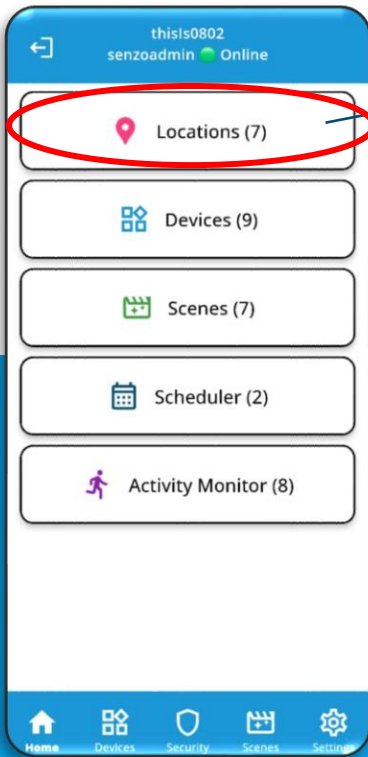 thisIs0802
senzoadmin Online
Locations (7)
Devices (9)
Scenes (7)
Scheduler (2)
Activity Monitor (8)
Home Devices Security Scenes Settings